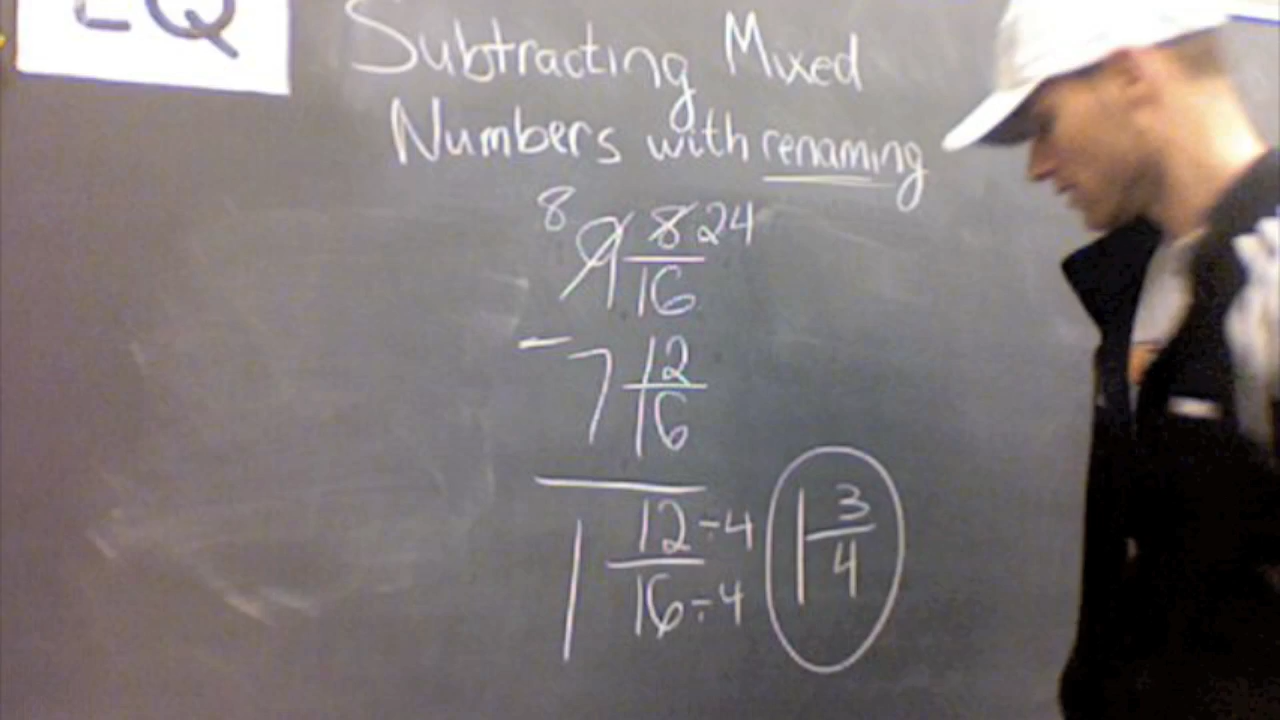 EQ
Subtracting Mixed
Numbers with renaming
8 9 8 24
16
- 7 12
16
1 12 ÷ 4 1 3
16 ÷ 4 4